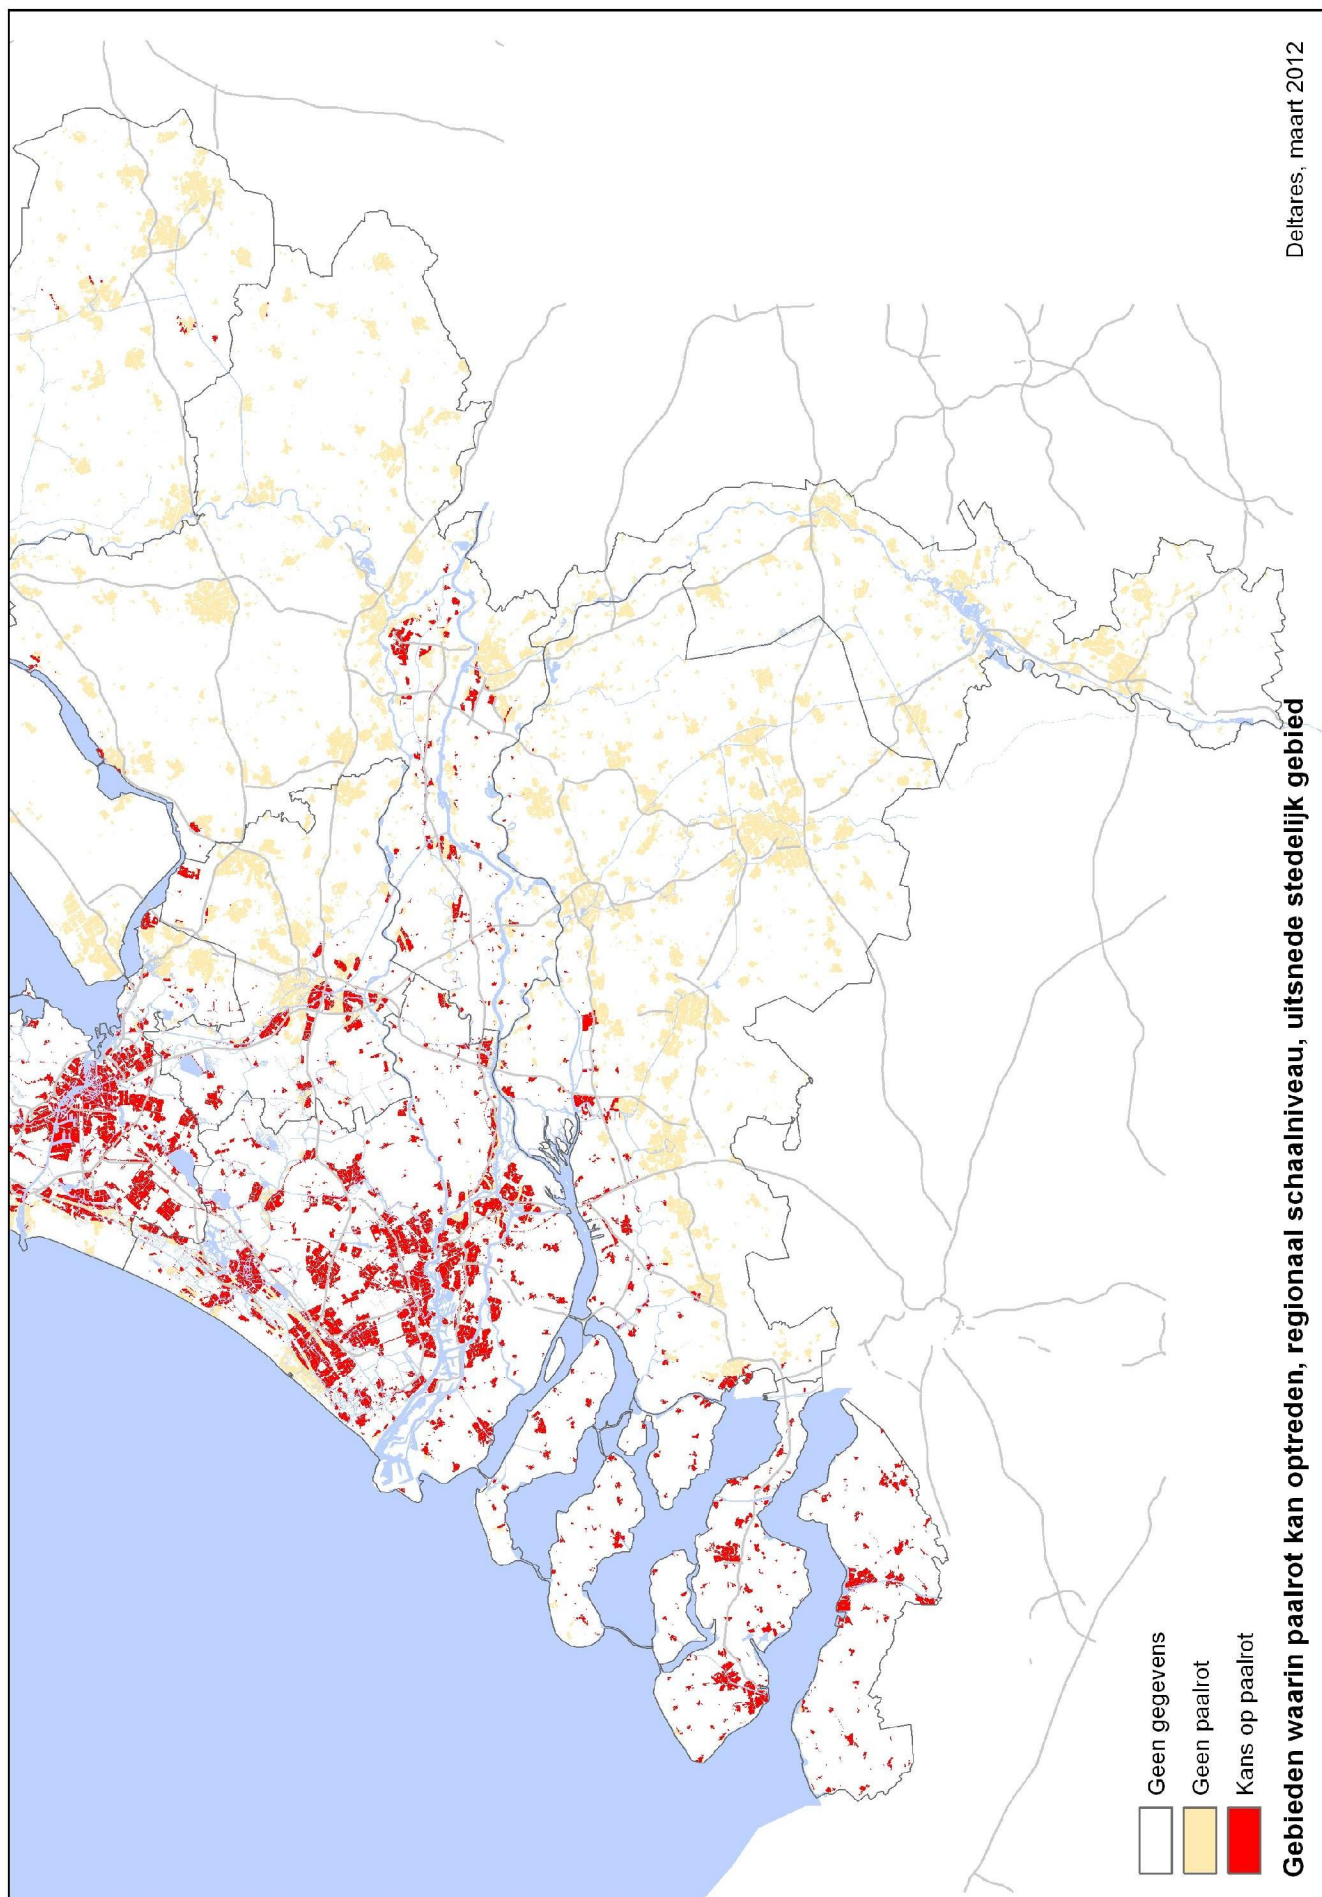 Deltares, maart 2012
Geen gegevens
Geen paalrot
Kans op paalrot
Gebieden waarin paalrot kan optreden, regionaal schaalniveau, uitsnede stedelijk gebied